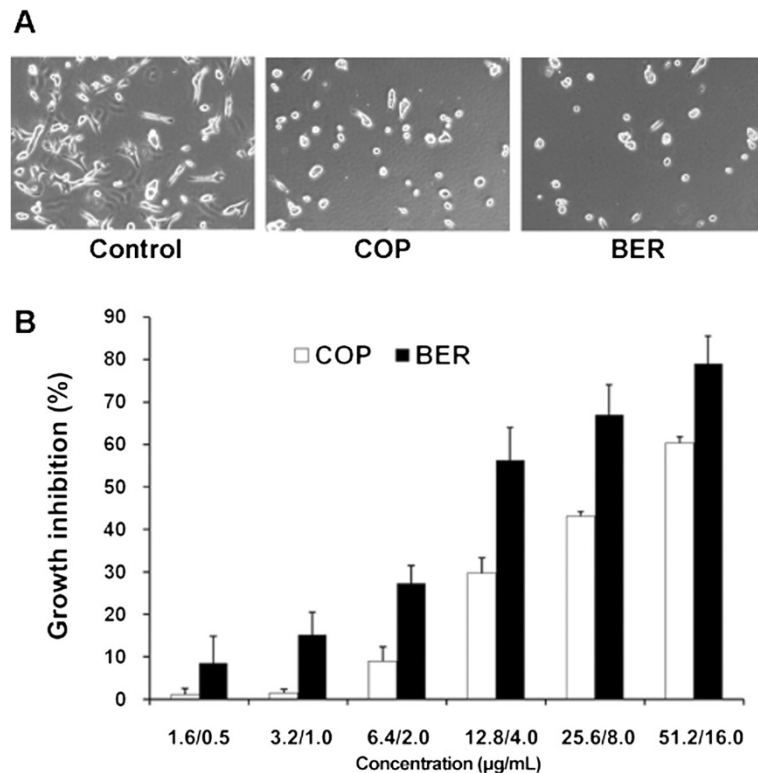 A
Control COP BER
B
90
80
70
60
50
40
30
20
10
0
Growth inhibition (%)
COP BER
1.6/0.5 3.2/1.0 6.4/2.0 12.8/4.0 25.6/8.0 51.2/16.0
Concentration (µg/mL)